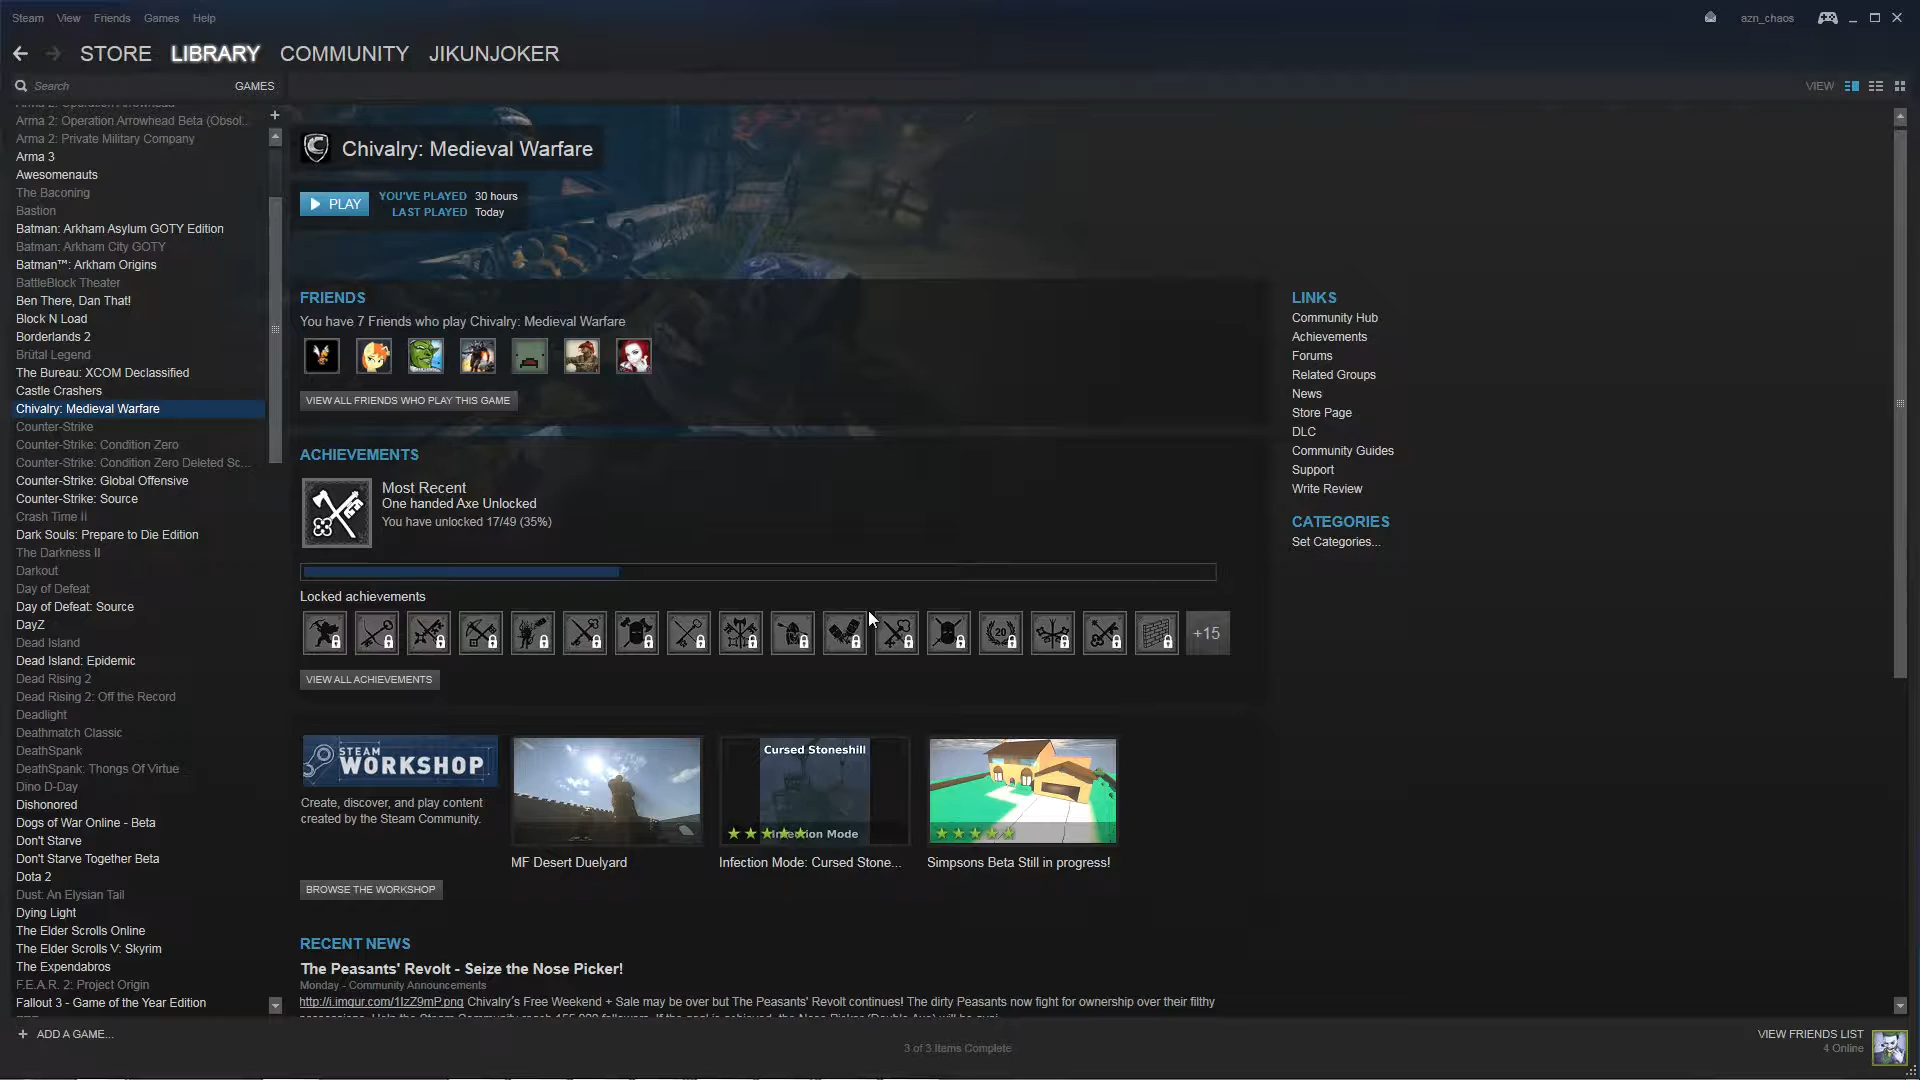 Steam View Friends Games Help
azn_chaos
STORE LIBRARY COMMUNITY JIKUNJOKER
Search GAMES
VIEW
Arma 2: Operation Arrowhead
Arma 2: Operation Arrowhead Beta (Obsol...
Arma 2: Private Military Company
Arma 3
Awesomenauts
The Baconing
Bastion
Batman: Arkham Asylum GOTY Edition
Batman: Arkham City GOTY
Batman™: Arkham Origins
BattleBlock Theater
Ben There, Dan That!
Block N Load
Borderlands 2
Brütal Legend
The Bureau: XCOM Declassified
Castle Crashers
Chivalry: Medieval Warfare
Counter-Strike
Counter-Strike: Condition Zero
Counter-Strike: Condition Zero Deleted Sc...
Counter-Strike: Global Offensive
Counter-Strike: Source
Crash Time II
Dark Souls: Prepare to Die Edition
The Darkness II
Darkout
Day of Defeat
Day of Defeat: Source
DayZ
Dead Island
Dead Island: Epidemic
Dead Rising 2
Dead Rising 2: Off the Record
Deadlight
Deathmatch Classic
DeathSpank
DeathSpank: Thongs Of Virtue
Dino D-Day
Dishonored
Dogs of War Online - Beta
Don't Starve
Don't Starve Together Beta
Dota 2
Dust: An Elysian Tail
Dying Light
The Elder Scrolls Online
The Elder Scrolls V: Skyrim
The Expendabros
F.E.A.R. 2: Project Origin
Fallout 3 - Game of the Year Edition
+ ADD A GAME...
Chivalry: Medieval Warfare
PLAY
YOU'VE PLAYED 30 hours
LAST PLAYED Today
FRIENDS
You have 7 Friends who play Chivalry: Medieval Warfare
VIEW ALL FRIENDS WHO PLAY THIS GAME
ACHIEVEMENTS
Most Recent
One handed Axe Unlocked
You have unlocked 17/49 (35%)
Locked achievements
20
+15
VIEW ALL ACHIEVEMENTS
STEAM
WORKSHOP
Create, discover, and play content
created by the Steam Community.
BROWSE THE WORKSHOP
MF Desert Duelyard
Cursed Stoneshill
Infection Mode
Infection Mode: Cursed Stone...
Simpsons Beta Still in progress!
RECENT NEWS
The Peasants' Revolt - Seize the Nose Picker!
Monday - Community Announcements
http://i.imgur.com/1IzZ9mP.png Chivalry's Free Weekend + Sale may be over but The Peasants' Revolt continues! The dirty Peasants now fight for ownership over their filthy
LINKS
Community Hub
Achievements
Forums
Related Groups
News
Store Page
DLC
Community Guides
Support
Write Review
CATEGORIES
Set Categories...
3 of 3 Items Complete
VIEW FRIENDS LIST
4 Online